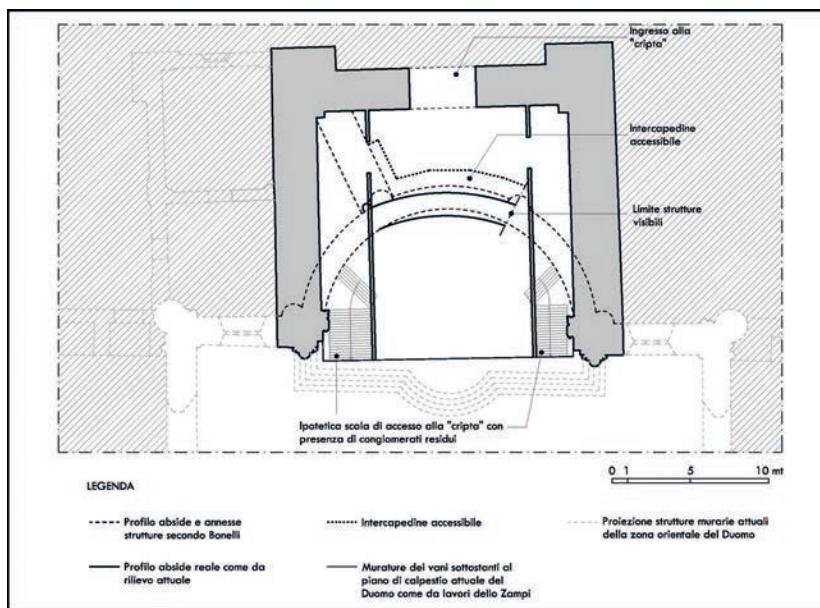 Ingresso alla
"cripta"
Intercapedine
accessibile
Limite strutture
visibili
Ipotetica scala di accesso alla "cripta" con
presenza di conglomerati residui
0 1 5 10 mt
LEGENDA
Profilo abside e annesse
strutture secondo Bonelli
Intercapedine accessibile
Proiezione strutture murarie attuali
della zona orientale del Duomo
Profilo abside reale come da
rilievo attuale
Murature dei vani sottostanti al
piano di calpestio attuale del
Duomo come da lavori dello Zampi